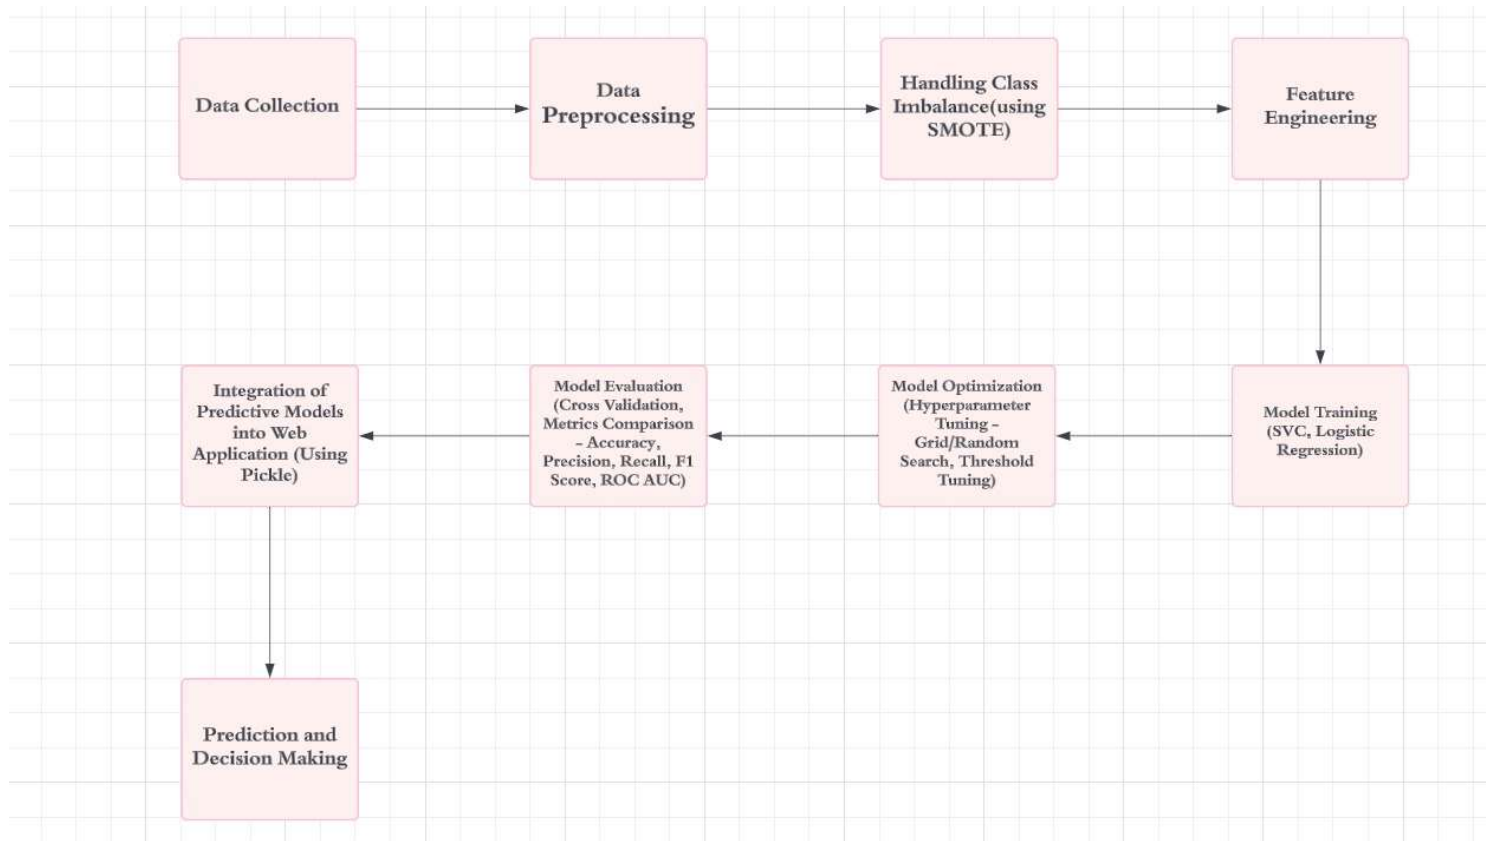 Data Collection
Data
Preprocessing
Handling Class
Imbalance(using
SMOTE)
Feature
Engineering
Model Training
(SVC, Logistic
Regression)
Model Optimization
(Hyperparameter
Tuning –
Grid/Random
Search, Threshold
Tuning)
Model Evaluation
(Cross Validation,
Metrics Comparison
– Accuracy,
Precision, Recall, F1
Score, ROC AUC)
Integration of
Predictive Models
into Web
Application (Using
Pickle)
Prediction and
Decision Making